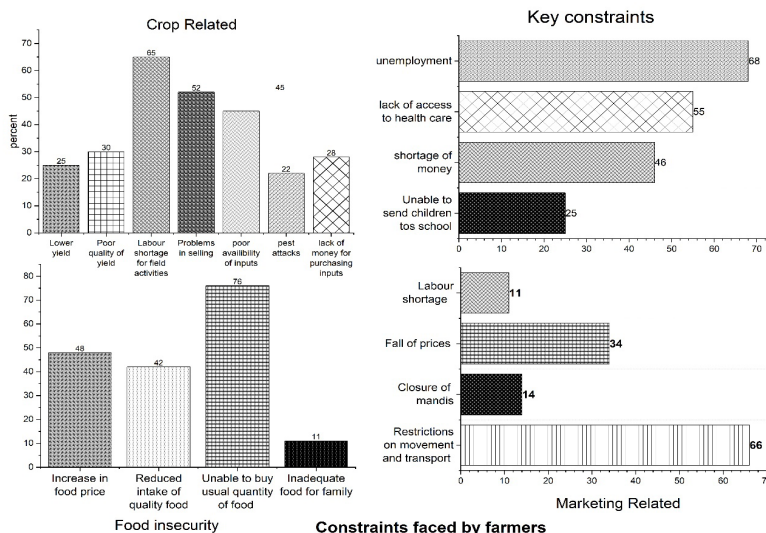 Crop Related
percent
70
60
50
40
30
20
10
0
25
30
65
52
45
22
28
Lower
yield
Poor
quality of
yield
Labour
shortage
for field
activities
Problems
in selling
poor
availibility
of inputs
pest
attacks
lack of
money for
purchasing
inputs
Key constraints
unemployment
68
lack of access
to health care
55
shortage of
money
46
Unable to
send children
tos school
25
0 10 20 30 40 50 60 70
80
70
60
50
40
30
20
10
0
48
42
76
11
Increase in
food price
Reduced
intake of
quality food
Unable to buy
usual quantity
of food
Inadequate
food for family
Food insecurity
Labour
shortage
11
Fall of prices
34
Closure of
mandis
14
Restrictions
on movement
and transport
66
0 10 20 30 40 50 60 7
Marketing Related
Constraints faced by farmers